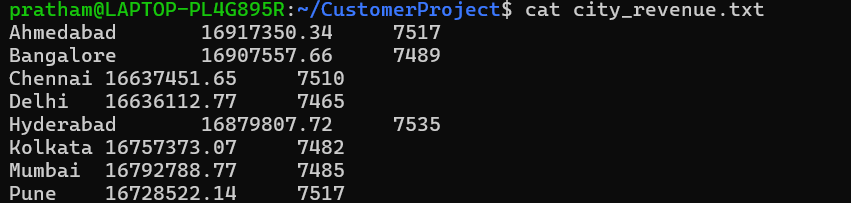 pratham@LAPTOP-PL4G895R:~/CustomerProject$ cat city_revenue.txt
Ahmedabad 16917350.34 7517
Bangalore 16907557.66 7489
Chennai 16637451.65 7510
Delhi 16636112.77 7465
Hyderabad 16879807.72 7535
Kolkata 16757373.07 7482
Mumbai 16792788.77 7485
Pune 16728522.14 7517